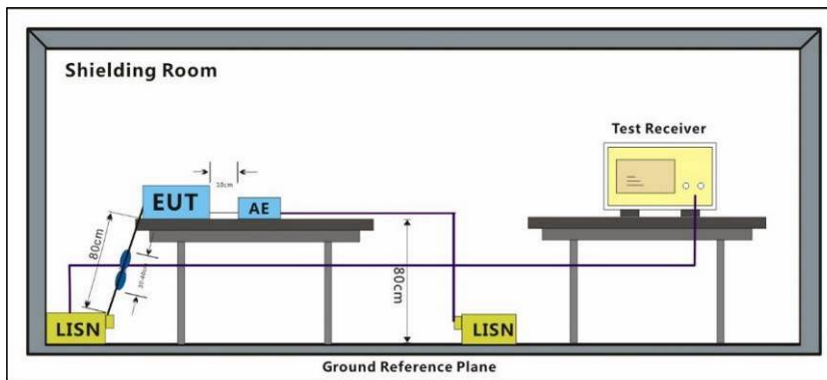 Shielding Room
Test Receiver
10cm
EUT
AE
80cm
80cm
LISN
LISN
Ground Reference Plane